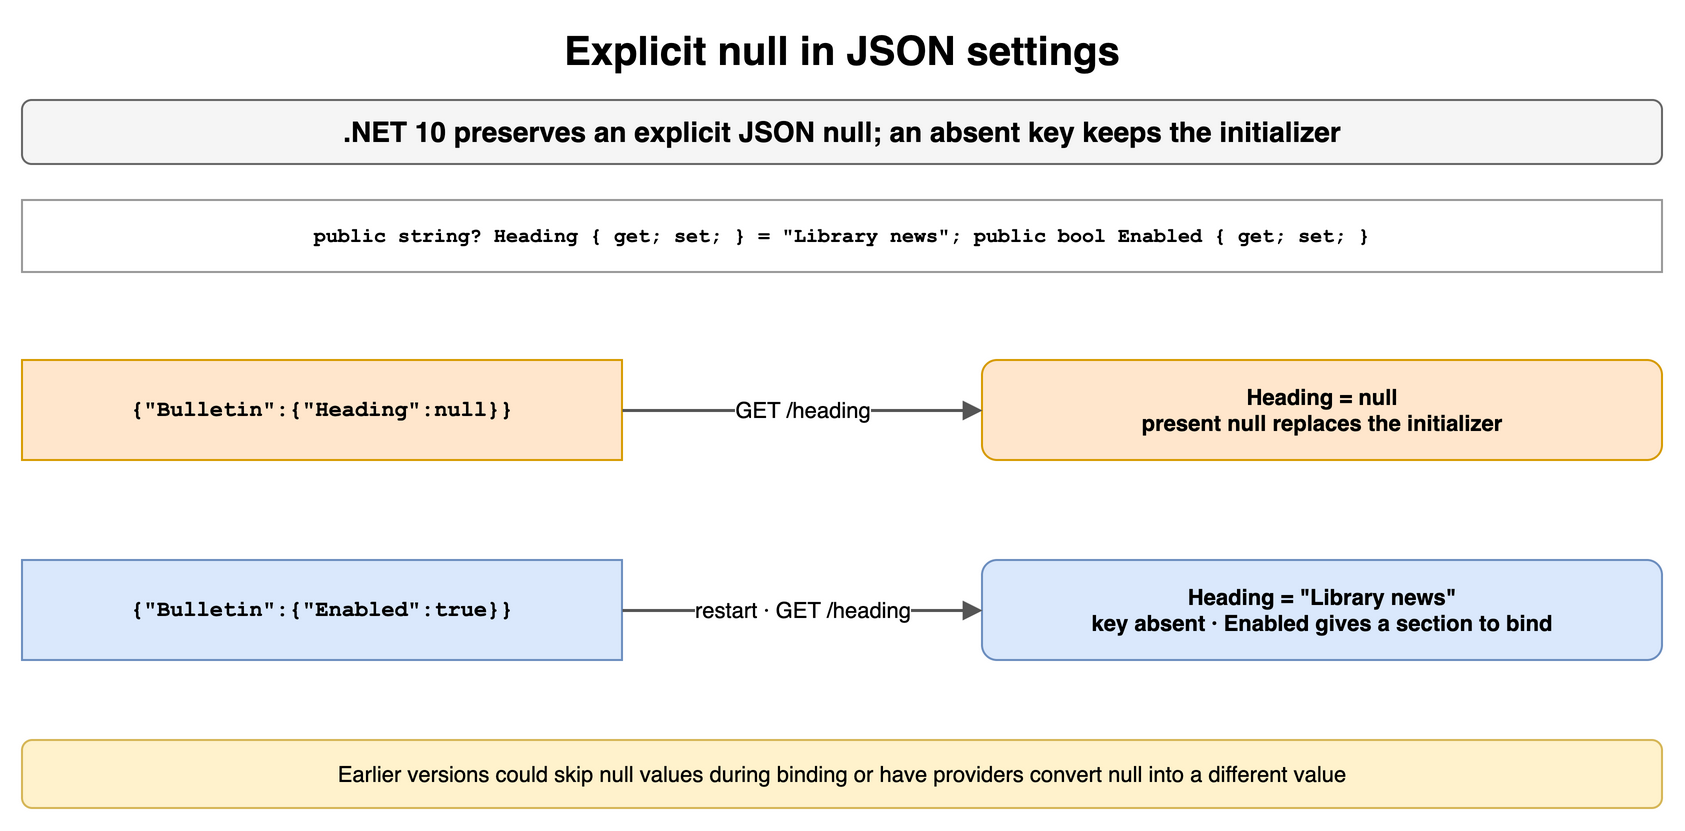 Explicit null in JSON settings
.NET 10 preserves an explicit JSON null; an absent key keeps the initializer
public string? Heading { get; set; } = "Library news"; public bool Enabled { get; set; }
{"Bulletin":{"Heading":null}}
GET /heading
Heading = null
present null replaces the initializer
{"Bulletin":{"Enabled":true}}
restart · GET /heading
Heading = "Library news"
key absent · Enabled gives a section to bind
Earlier versions could skip null values during binding or have providers convert null into a different value